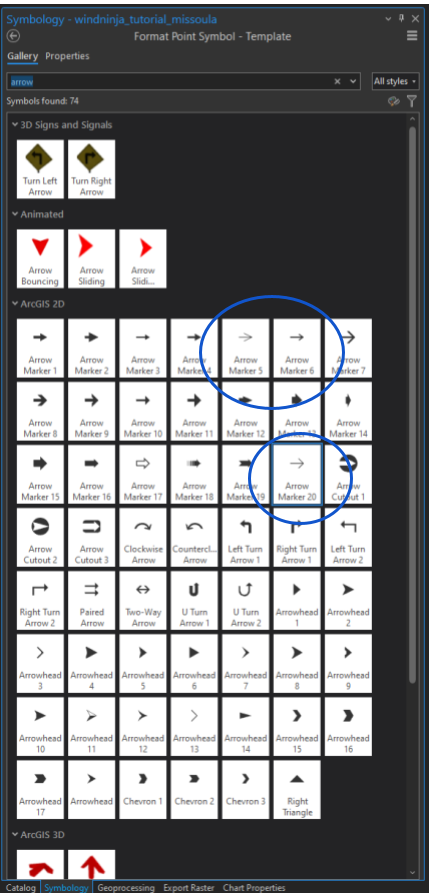 Symbology - windninja_tutorial_missoula
Format Point Symbol - Template
Gallery Properties
arrow
All styles
Symbols found: 74
3D Signs and Signals
Turn Left Arrow
Turn Right Arrow
Animated
Arrow Bouncing
Arrow Sliding
Arrow Slidi...
ArcGIS 2D
Arrow Marker 1
Arrow Marker 2
Arrow Marker 3
Arrow Marker 4
Arrow Marker 5
Arrow Marker 6
Arrow Marker 7
Arrow Marker 8
Arrow Marker 9
Arrow Marker 10
Arrow Marker 11
Arrow Marker 12
Arrow Marker 13
Arrow Marker 14
Arrow Marker 15
Arrow Marker 16
Arrow Marker 17
Arrow Marker 18
Arrow Marker 19
Arrow Marker 20
Arrow Cutout 1
Arrow Cutout 2
Arrow Cutout 3
Clockwise Arrow
Countercl... Arrow
Left Turn Arrow 1
Right Turn Arrow 1
Left Turn Arrow 2
Right Turn Arrow 2
Paired Arrow
Two-Way Arrow
U Turn Arrow 1
U Turn Arrow 2
Arrowhead 1
Arrowhead 2
Arrowhead 3
Arrowhead 4
Arrowhead 5
Arrowhead 6
Arrowhead 7
Arrowhead 8
Arrowhead 9
Arrowhead 10
Arrowhead 11
Arrowhead 12
Arrowhead 13
Arrowhead 14
Arrowhead 15
Arrowhead 16
Arrowhead 17
Arrowhead
Chevron 1
Chevron 2
Chevron 3
Right Triangle
ArcGIS 3D
Catalog Symbology Geoprocessing Export Raster Chart Properties